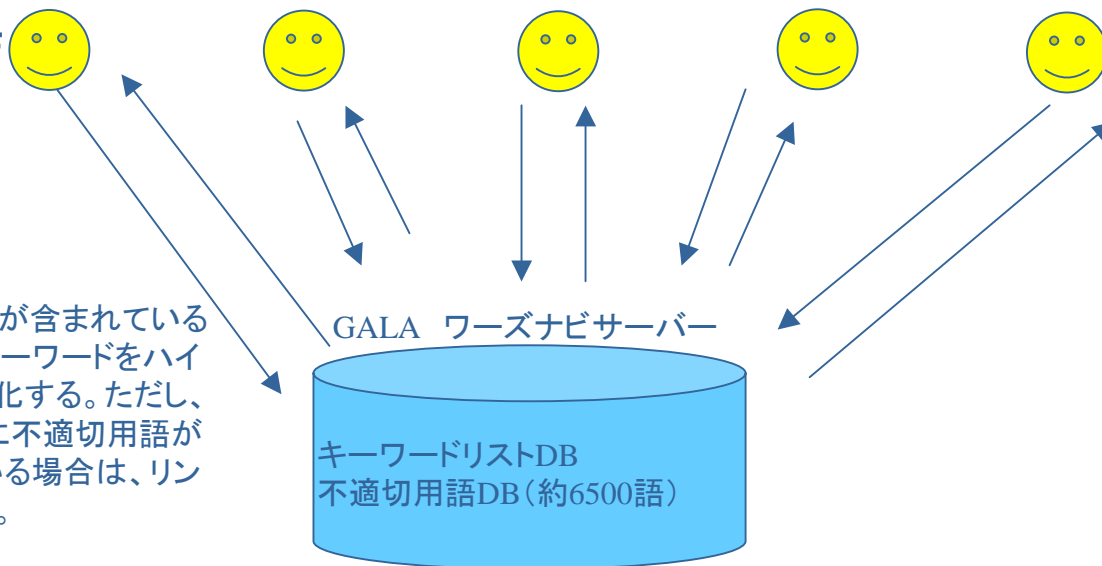 が含まれている
ーワードをハイ
化する。ただし、
に不適切用語が
る場合は、リン
。
GALA　ワーズナビサーバー
キーワードリストDB
不適切用語DB（約6500語）